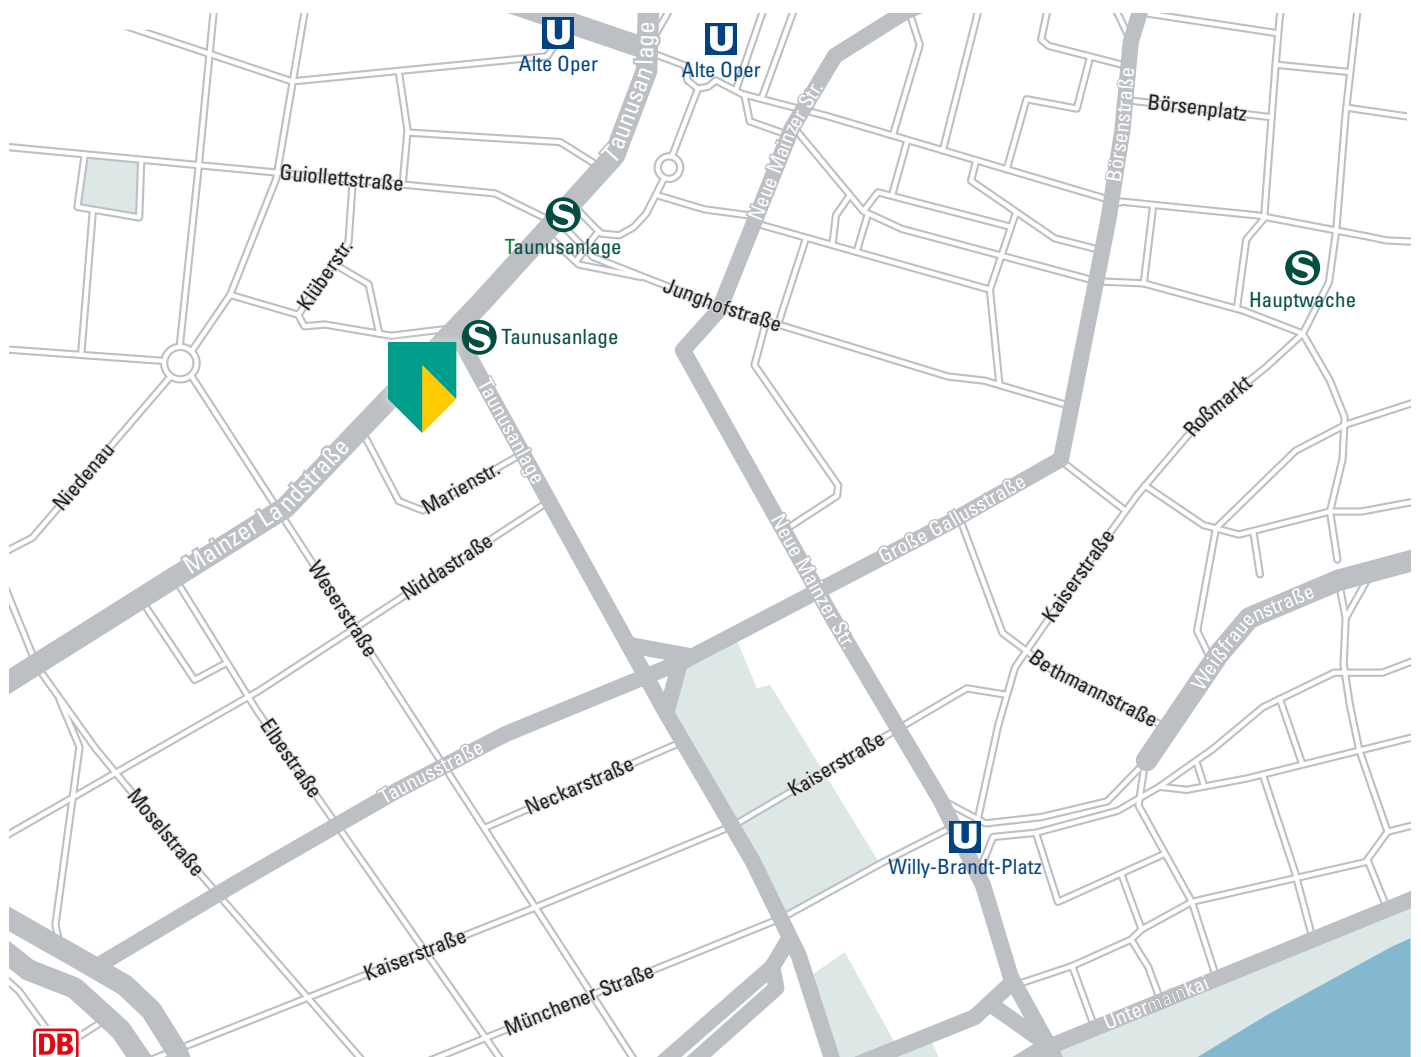 U
Alte Oper
U
Alte Oper
Taunusanlage
Neue Mainzer Str.
Börsenstraße
Börsenplatz
Guiollettstraße
S
Taunusanlage
Klüberstr.
Junghofstraße
S
Hauptwache
S
Taunusanlage
Taunusanlage
Roßmarkt
Niedenau
Mainzer Landstraße
Marienstr.
Niddastraße
Neue Mainzer Str.
Große Gallusstraße
Kaiserstraße
Weserstraße
Weißfrauenstraße
Bethmannstraße
Elbestraße
Taunusstraße
Neckarstraße
Kaiserstraße
Moselstraße
U
Willy-Brandt-Platz
Kaiserstraße
Münchener Straße
Untermainkai
DB